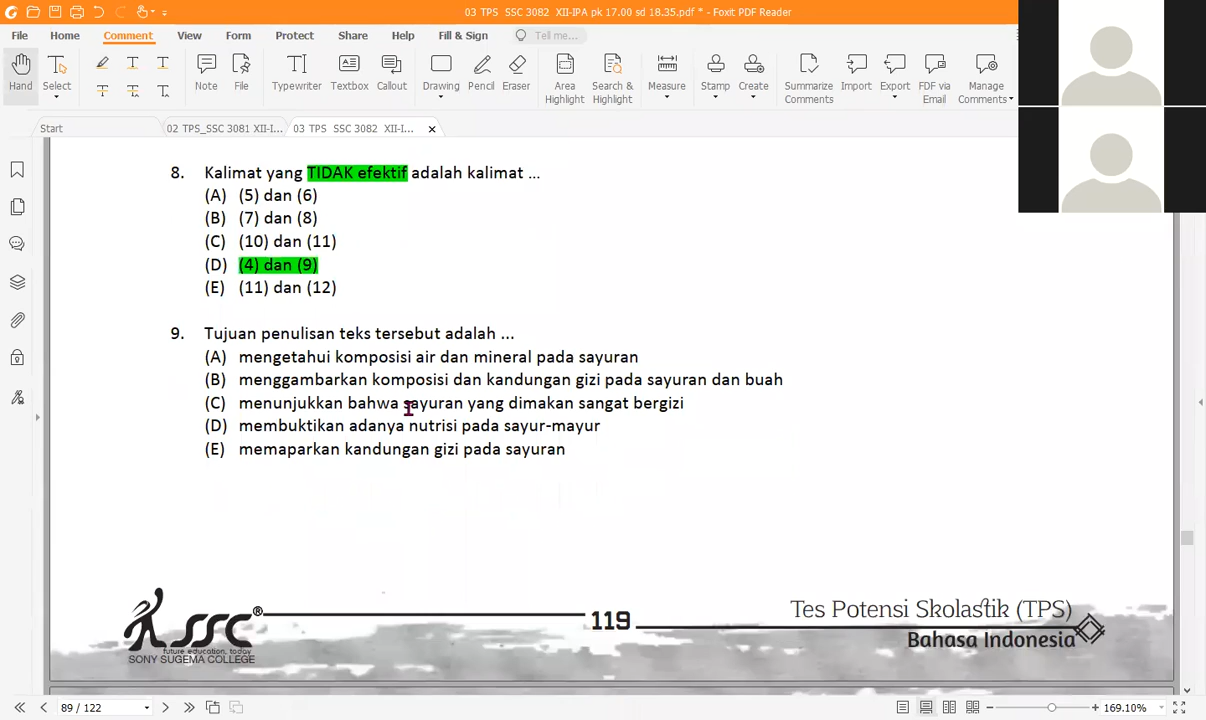 03 TPS SSC 3082 XII-IPA pk 17.00 sd 18.35.pdf * - Foxit PDF Reader
File Home Comment View Form Protect Share Help Fill & Sign Tell me...
Hand Select Note File Typewriter Textbox Callout Drawing Pencil Eraser Area Highlight Search & Highlight Measure Stamp Create Summarize Comments Import Export FDF via Email Manage Comments
Start 02 TPS_SSC 3081 XII-I... 03 TPS SSC 3082 XII-I...
8. Kalimat yang TIDAK efektif adalah kalimat ...
(A) (5) dan (6)
(B) (7) dan (8)
(C) (10) dan (11)
(D) (4) dan (9)
(E) (11) dan (12)
9. Tujuan penulisan teks tersebut adalah ...
(A) mengetahui komposisi air dan mineral pada sayuran
(B) menggambarkan komposisi dan kandungan gizi pada sayuran dan buah
(C) menunjukkan bahwa sayuran yang dimakan sangat bergizi
(D) membuktikan adanya nutrisi pada sayur-mayur
(E) memaparkan kandungan gizi pada sayuran
SSC ®
future education, today
SONY SUGEMA COLLEGE
119
Tes Potensi Skolastik (TPS)
Bahasa Indonesia
89 / 122
169.10%